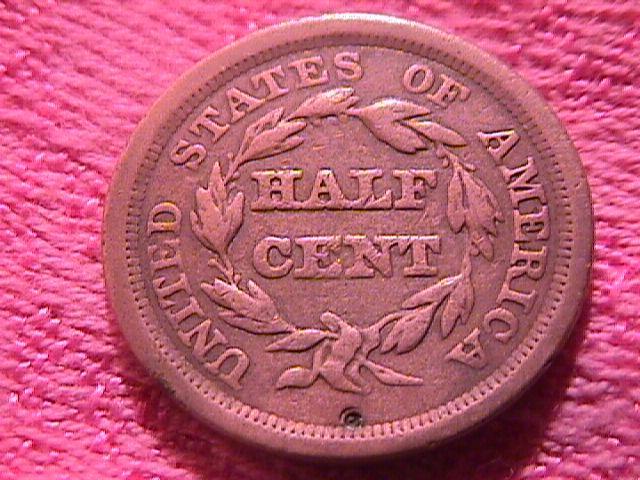 UNITED STATES OF AMERICA
HALF
CENT